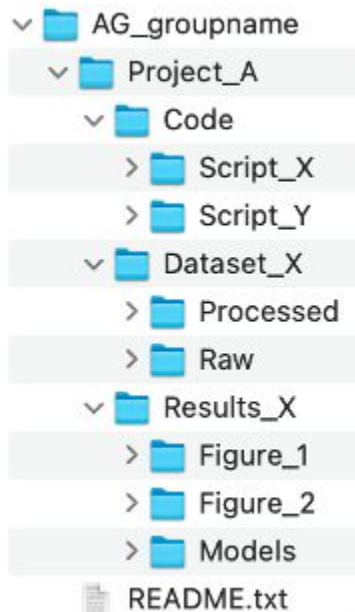 AG_groupname
Project_A
Code
Script_X
Script_Y
Dataset_X
Processed
Raw
Results_X
Figure_1
Figure_2
Models
README.txt